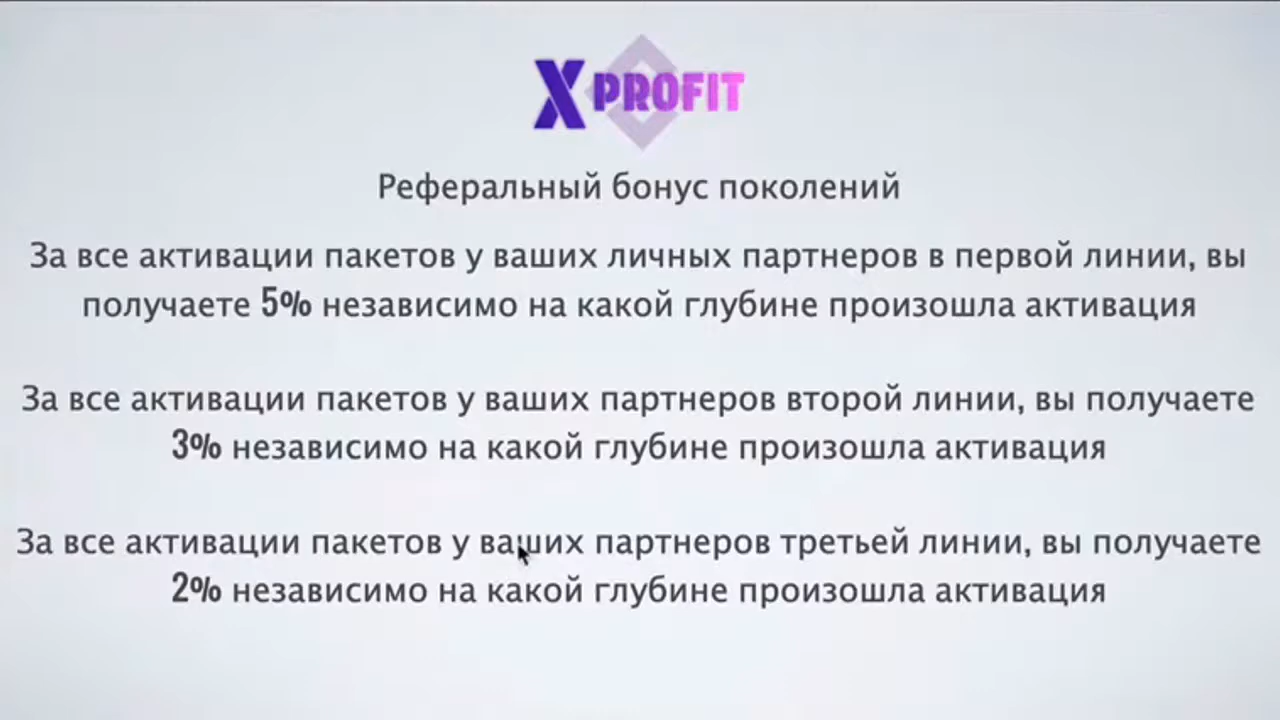 X PROFIT
Реферальный бонус поколений
За все активации пакетов у ваших личных партнеров в первой линии, вы
получаете 5% независимо на какой глубине произошла активация
За все активации пакетов у ваших партнеров второй линии, вы получаете
3% независимо на какой глубине произошла активация
За все активации пакетов у ваших партнеров третьей линии, вы получаете
2% независимо на какой глубине произошла активация